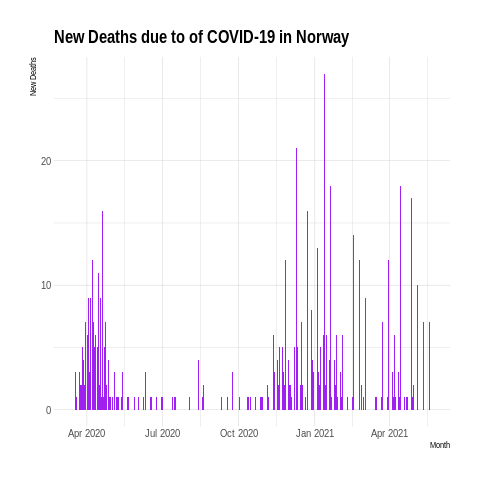 New Deaths due to of COVID-19 in Norway
New Deaths
20
10
0
Apr 2020 Jul 2020 Oct 2020 Jan 2021 Apr 2021
Month